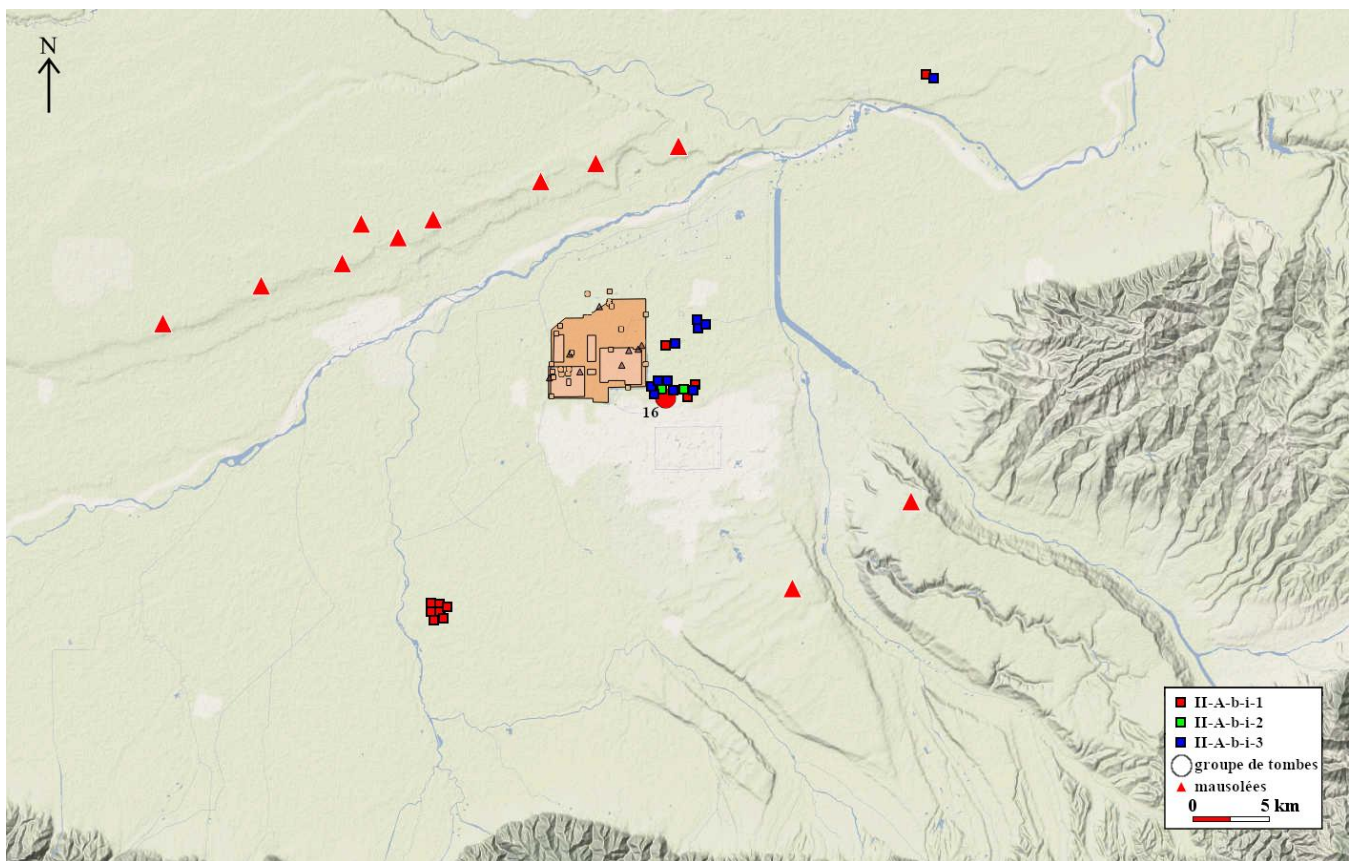 N
16
II-A-b-i-1
II-A-b-i-2
II-A-b-i-3
groupe de tombes
mausolées
0 5 km